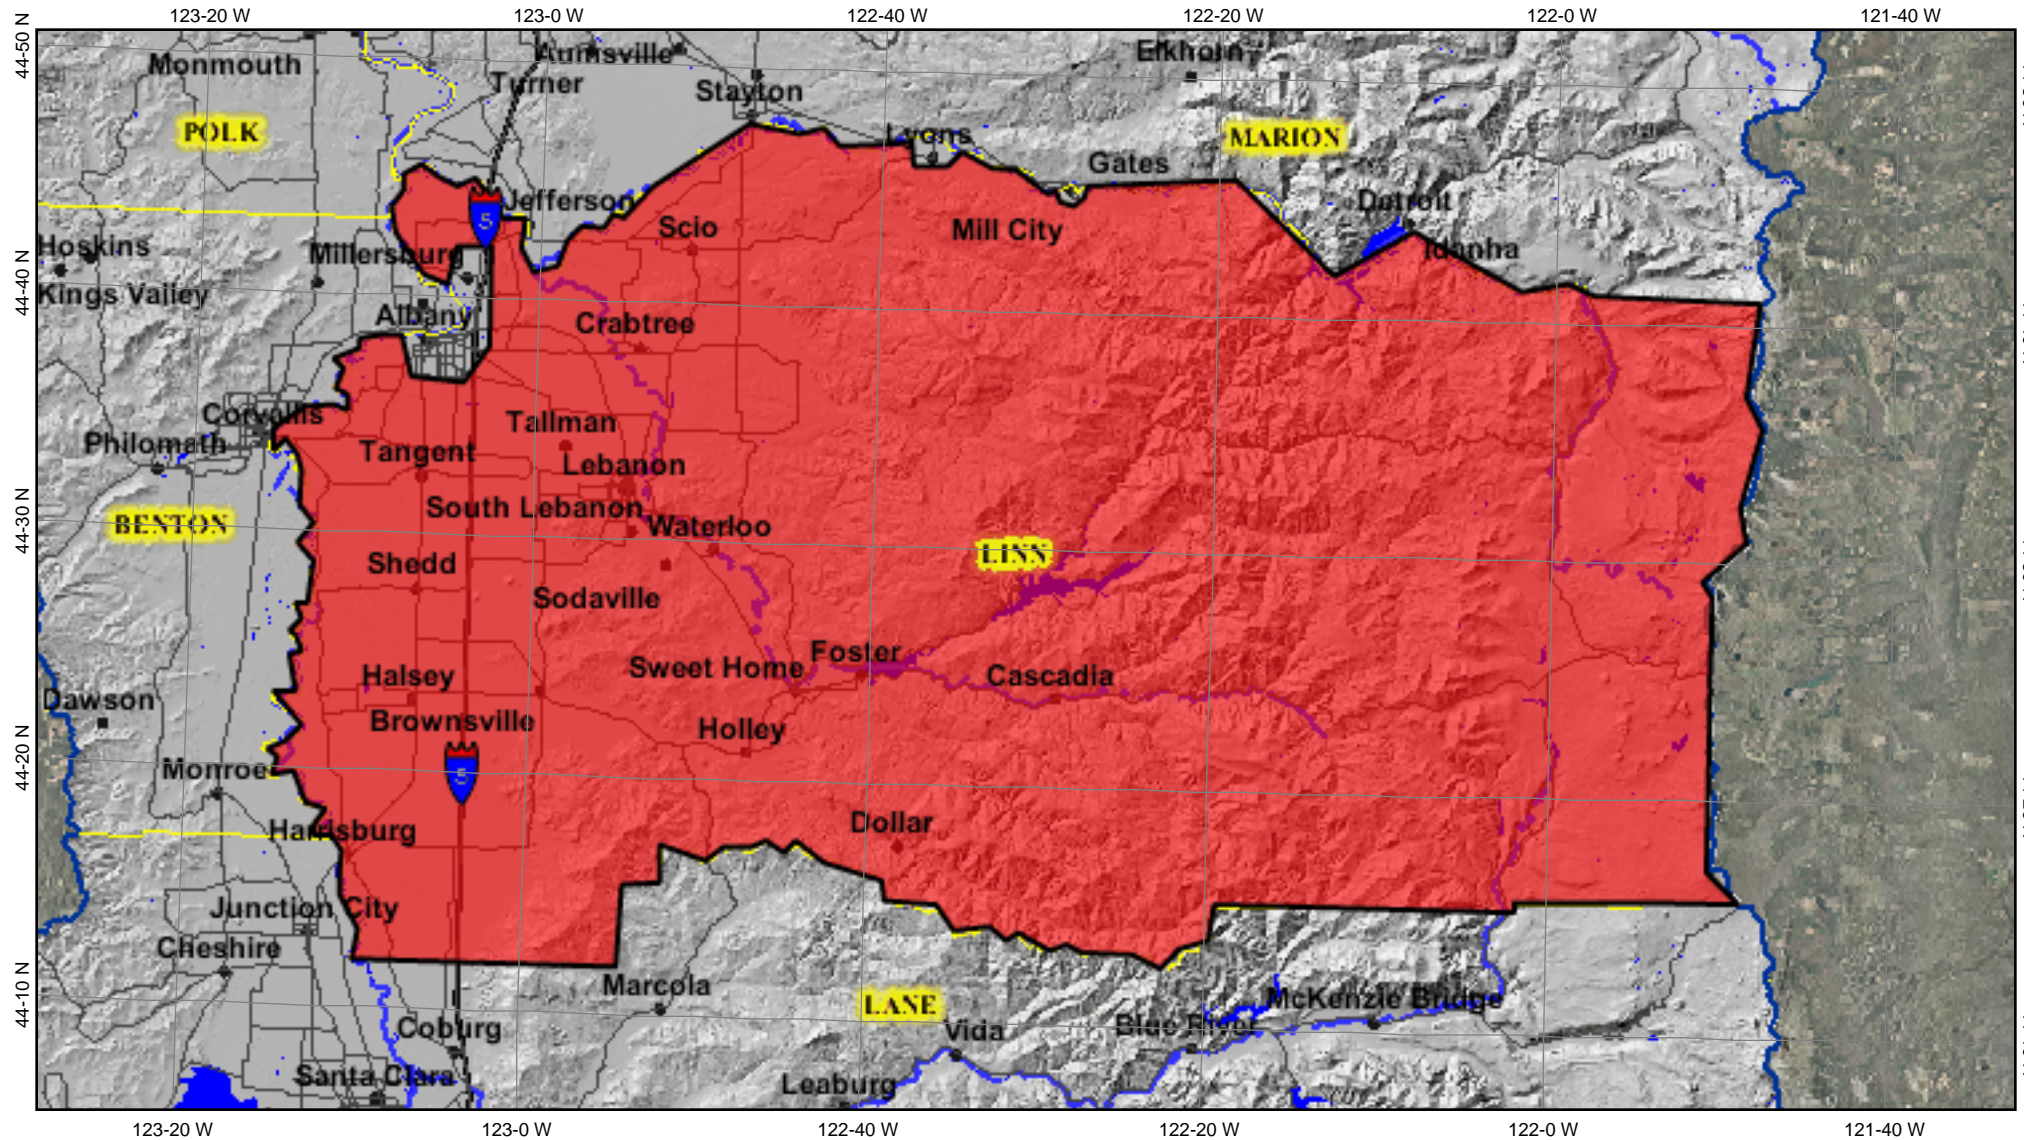 123-20 W
123-0 W
122-40 W
122-20 W
122-0 W
121-40 W
44-50 N
Aumsville
Elkhorn
Monmouth
Turner
Stayton
POLK
Lyons
MARION
Gates
Jefferson
Detroit
Scio
Mill City
5
Hoskins
Millersburg
Idanha
44-40 N
Kings Valley
Albany
Crabtree
Corvallis
Tallman
Philomath
Tangent
Lebanon
44-30 N
South Lebanon
BENTON
Waterloo
LINN
Shedd
Sodaville
Foster
Sweet Home
Halsey
Cascadia
Dawson
Brownsville
Holley
44-20 N
Monroe
5
Harrisburg
Dollar
Junction City
Cheshire
44-10 N
Marcola
LANE
McKenzie Bridge
Coburg
Vida
Blue River
Santa Clara
Leaburg
123-20 W
123-0 W
122-40 W
122-20 W
122-0 W
121-40 W